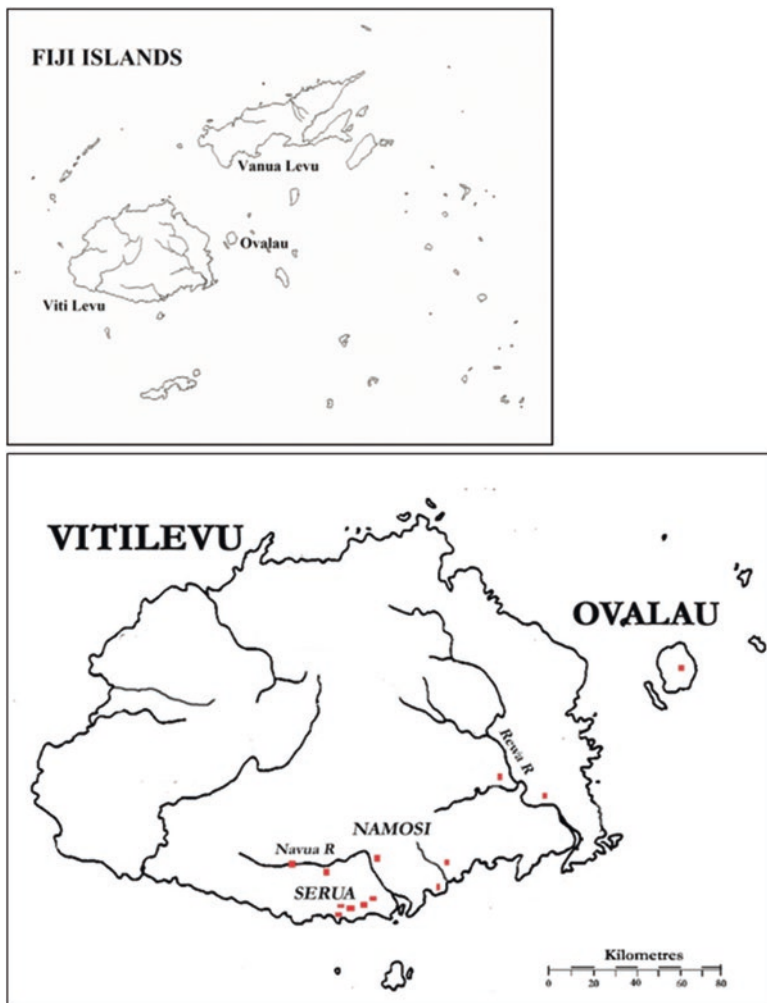 FIJI ISLANDS
Vanua Levu
Ovalau
Viti Levu
VITILEVU
OVALAU
Rewa R
NAMOSI
Navua R
SERUA
Kilometres
0 20 40 60 80